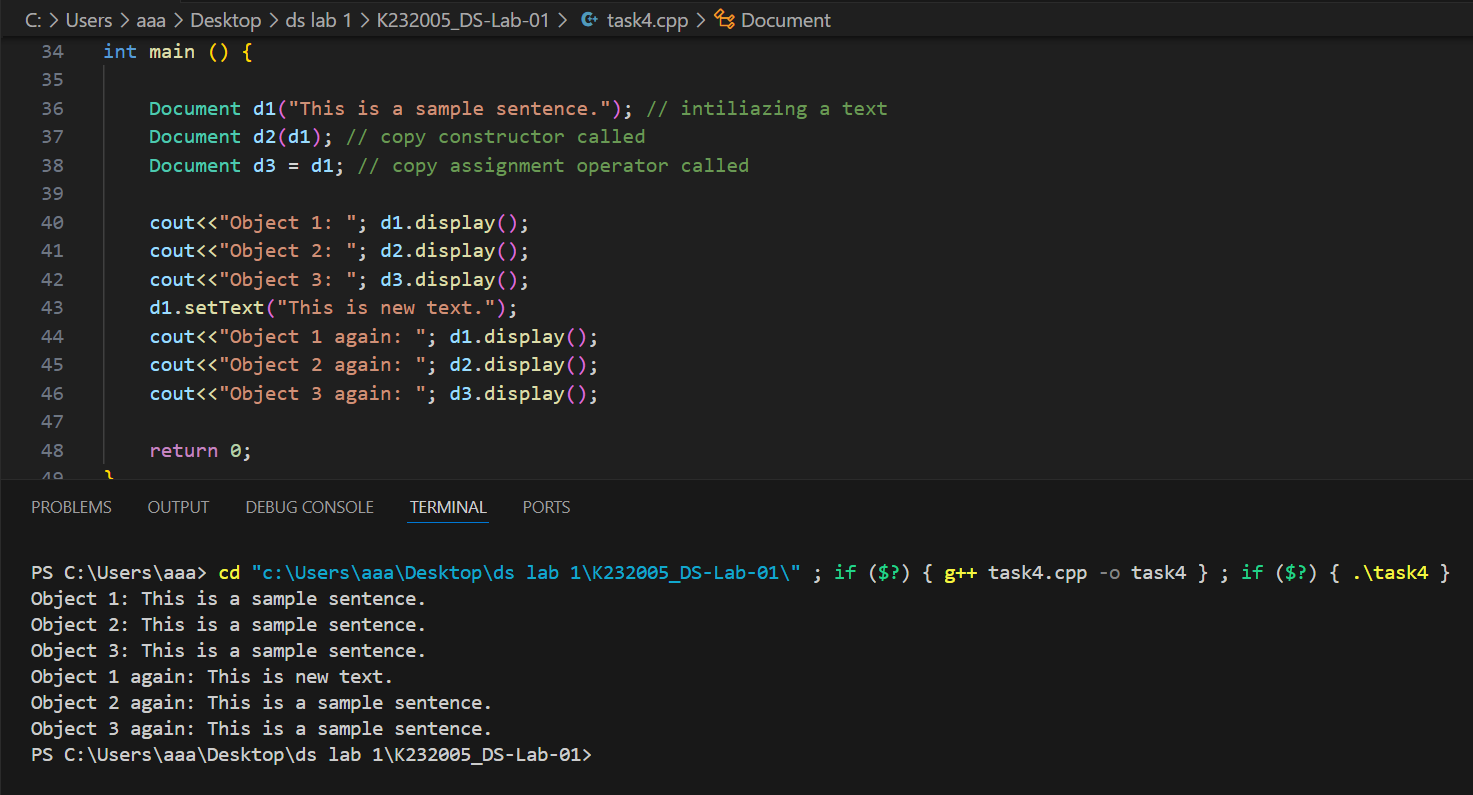 C: > Users > aaa > Desktop > ds lab 1 > K232005_DS-Lab-01 > task4.cpp > Document
34 int main () {
35
36 Document d1("This is a sample sentence."); // intiliazing a text
37 Document d2(d1); // copy constructor called
38 Document d3 = d1; // copy assignment operator called
39
40 cout<<"Object 1: "; d1.display();
41 cout<<"Object 2: "; d2.display();
42 cout<<"Object 3: "; d3.display();
43 d1.setText("This is new text.");
44 cout<<"Object 1 again: "; d1.display();
45 cout<<"Object 2 again: "; d2.display();
46 cout<<"Object 3 again: "; d3.display();
47
48 return 0;
49 }
PROBLEMS OUTPUT DEBUG CONSOLE TERMINAL PORTS
PS C:\Users\aaa> cd "c:\Users\aaa\Desktop\ds lab 1\K232005_DS-Lab-01\" ; if ($?) { g++ task4.cpp -o task4 } ; if ($?) { .\task4 }
Object 1: This is a sample sentence.
Object 2: This is a sample sentence.
Object 3: This is a sample sentence.
Object 1 again: This is new text.
Object 2 again: This is a sample sentence.
Object 3 again: This is a sample sentence.
PS C:\Users\aaa\Desktop\ds lab 1\K232005_DS-Lab-01>